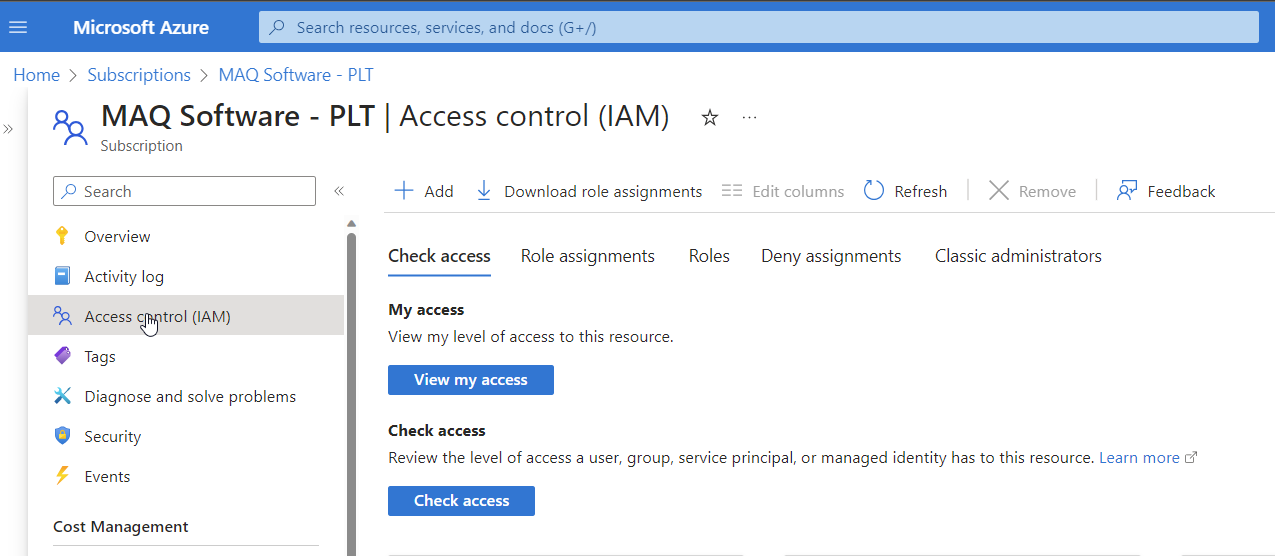 Microsoft Azure
Search resources, services, and docs (G+/)
Home > Subscriptions > MAQ Software - PLT
MAQ Software - PLT | Access control (IAM)
Subscription
Search
Add
Download role assignments
Edit columns
Refresh
Remove
Feedback
Overview
Activity log
Access control (IAM)
Tags
Diagnose and solve problems
Security
Events
Cost Management
Check access
Role assignments
Roles
Deny assignments
Classic administrators
My access
View my level of access to this resource.
View my access
Check access
Review the level of access a user, group, service principal, or managed identity has to this resource. Learn more
Check access